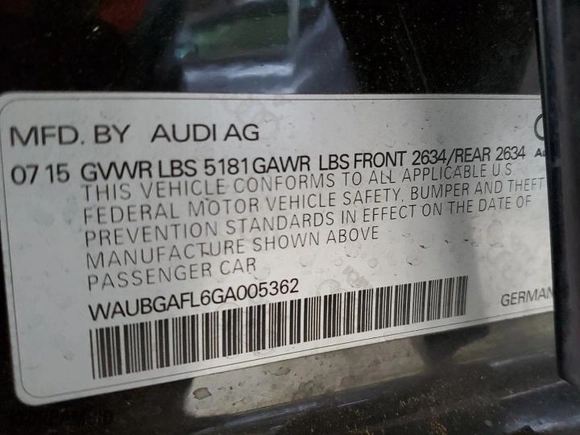 MFD. BY AUDI AG
07 15 GVWR LBS 5181 GAWR LBS FRONT 2634/REAR 2634
THIS VEHICLE CONFORMS TO ALL APPLICABLE U.S
FEDERAL MOTOR VEHICLE SAFETY, BUMPER AND THEFT
PREVENTION STANDARDS IN EFFECT ON THE DATE OF
MANUFACTURE SHOWN ABOVE
PASSENGER CAR
WAUBGAFL6GA005362
GERMAN